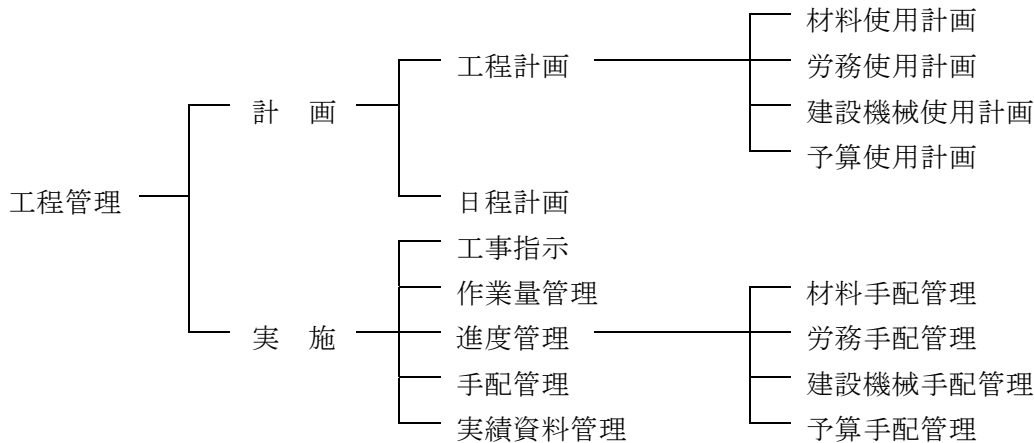 工程管理
計　画
工程計画
材料使用計画
労務使用計画
建設機械使用計画
予算使用計画
日程計画
実　施
工事指示
作業量管理
進度管理
材料手配管理
労務手配管理
建設機械手配管理
予算手配管理
手配管理
実績資料管理